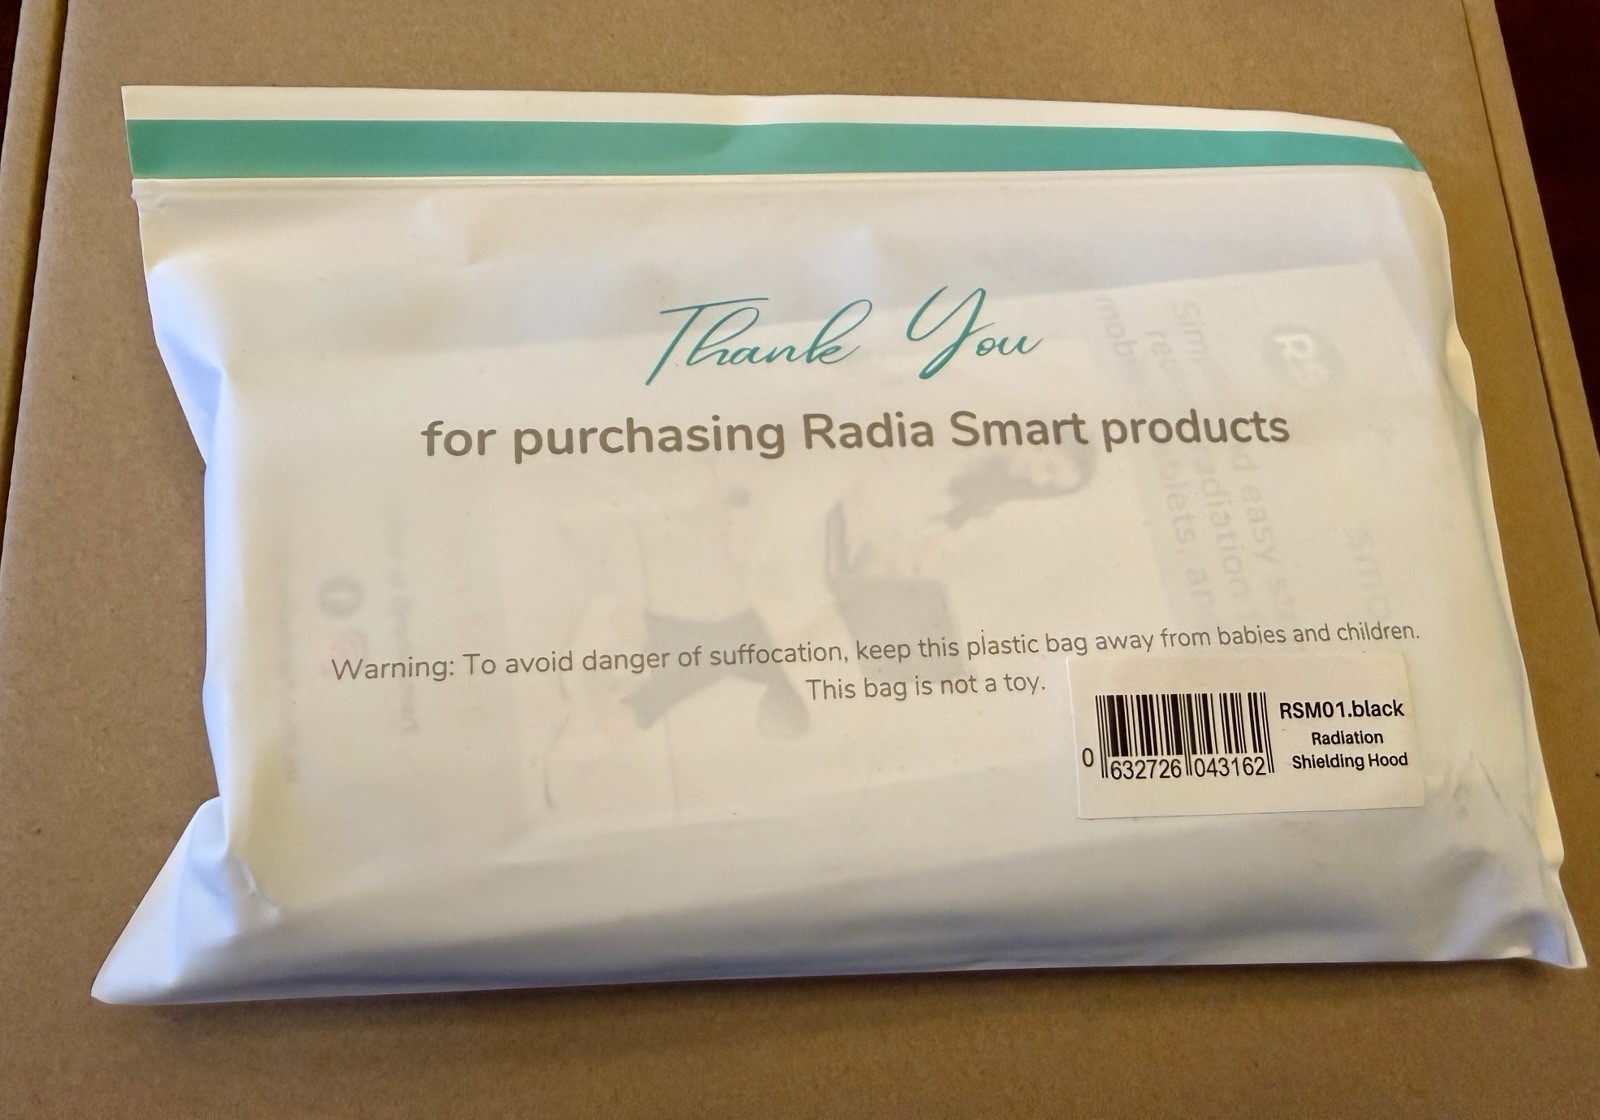 Thank You
for purchasing Radia Smart products
Warning: To avoid danger of suffocation, keep this plastic bag away from babies and children.
This bag is not a toy.
RSM01.black
Radiation
Shielding Hood
0 632726 043162